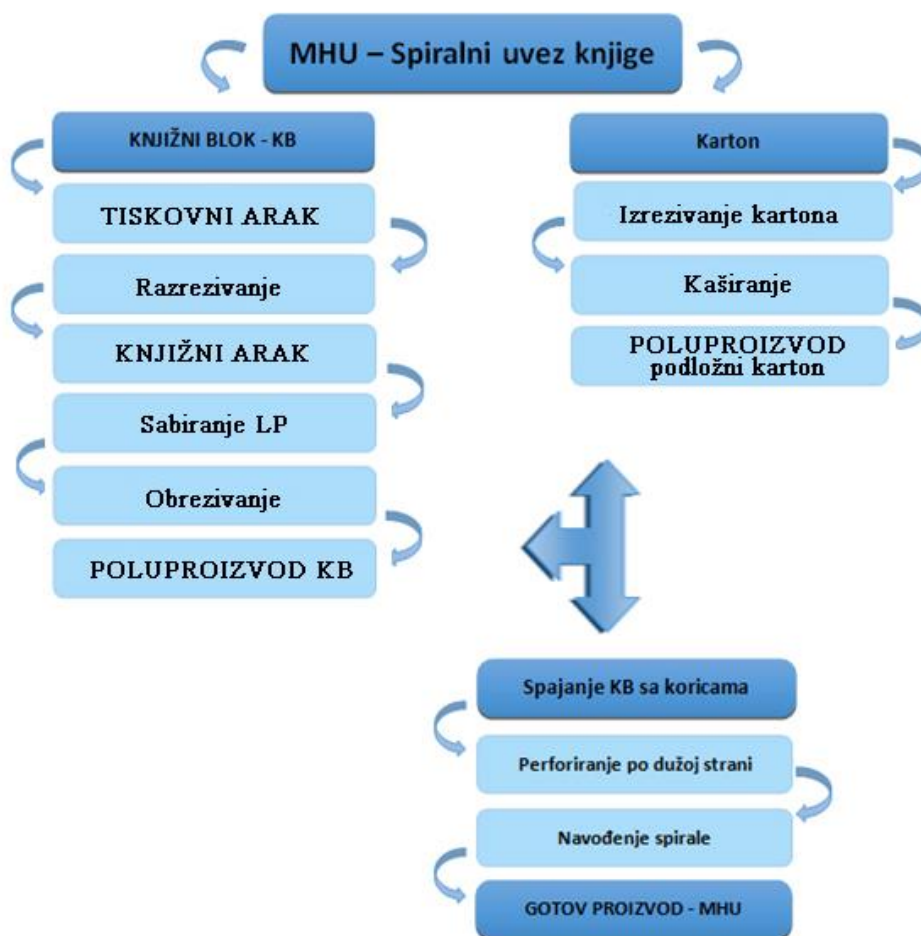 MHU – Spiralni uvez knjige
KNJIŽNI BLOK - KB
TISKOVNI ARAK
Razrezivanje
KNJIŽNI ARAK
Sabiranje LP
Obrezivanje
POLUPROIZVOD KB
Karton
Izrezivanje kartona
Kaširanje
POLUPROIZVOD
podložni karton
Spajanje KB sa koricama
Perforiranje po dužoj strani
Navođenje spirale
GOTOV PROIZVOD - MHU